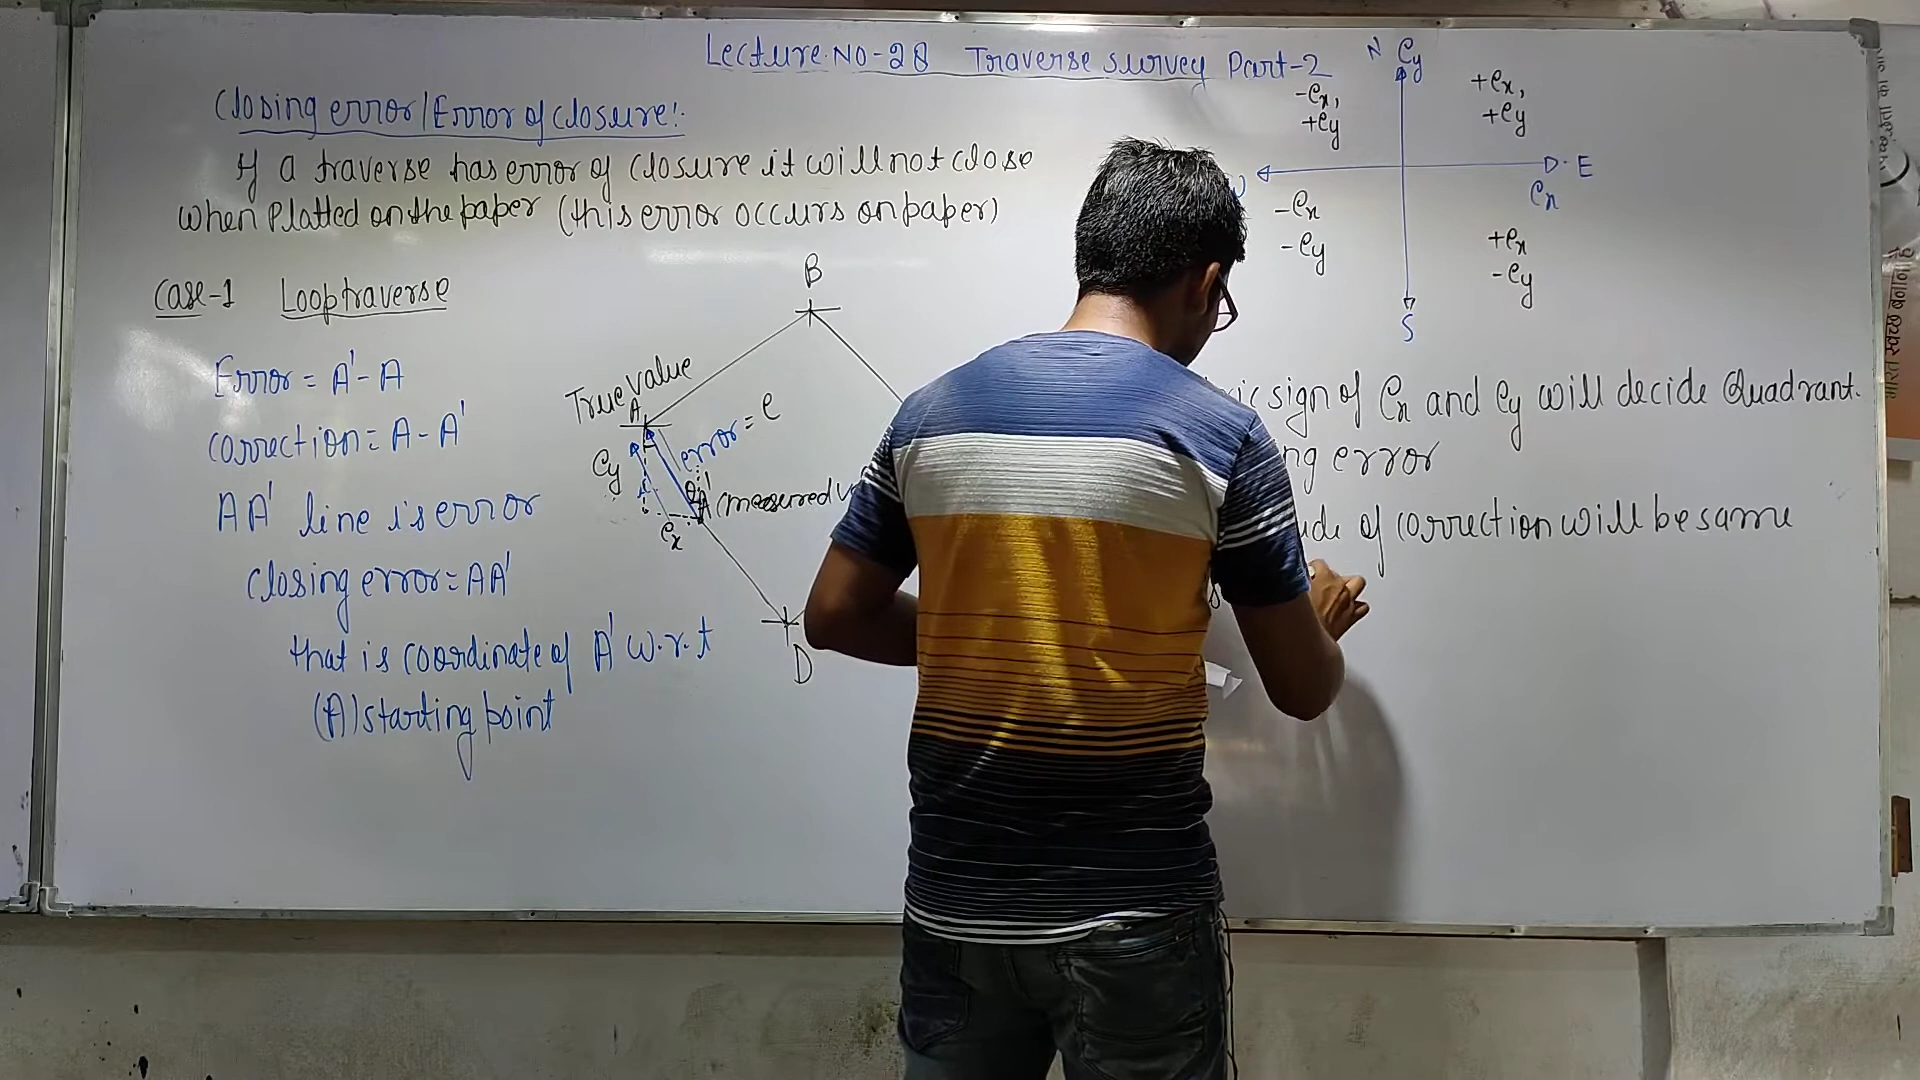 Lecture.No-28 Traverse survey Part-2
Closing error/Error of closure:-
If a traverse has error of closure it will not close
when Platted on the paper (this error occurs on paper)
Case-1 Loop traverse
Error = A' - A
correction = A - A'
AA' line is error
closing error = AA'
that is coordinate of A' w.r.t
(A) starting point
B
True value
A
error = e
ey
ex
A' (measured
D
N ey
-ex,
+ey
+ex,
+ey
E
ex
-ex
-ey
+ex
-ey
S
sign of ex and ey will decide Quadrant.
error
of correction will be same